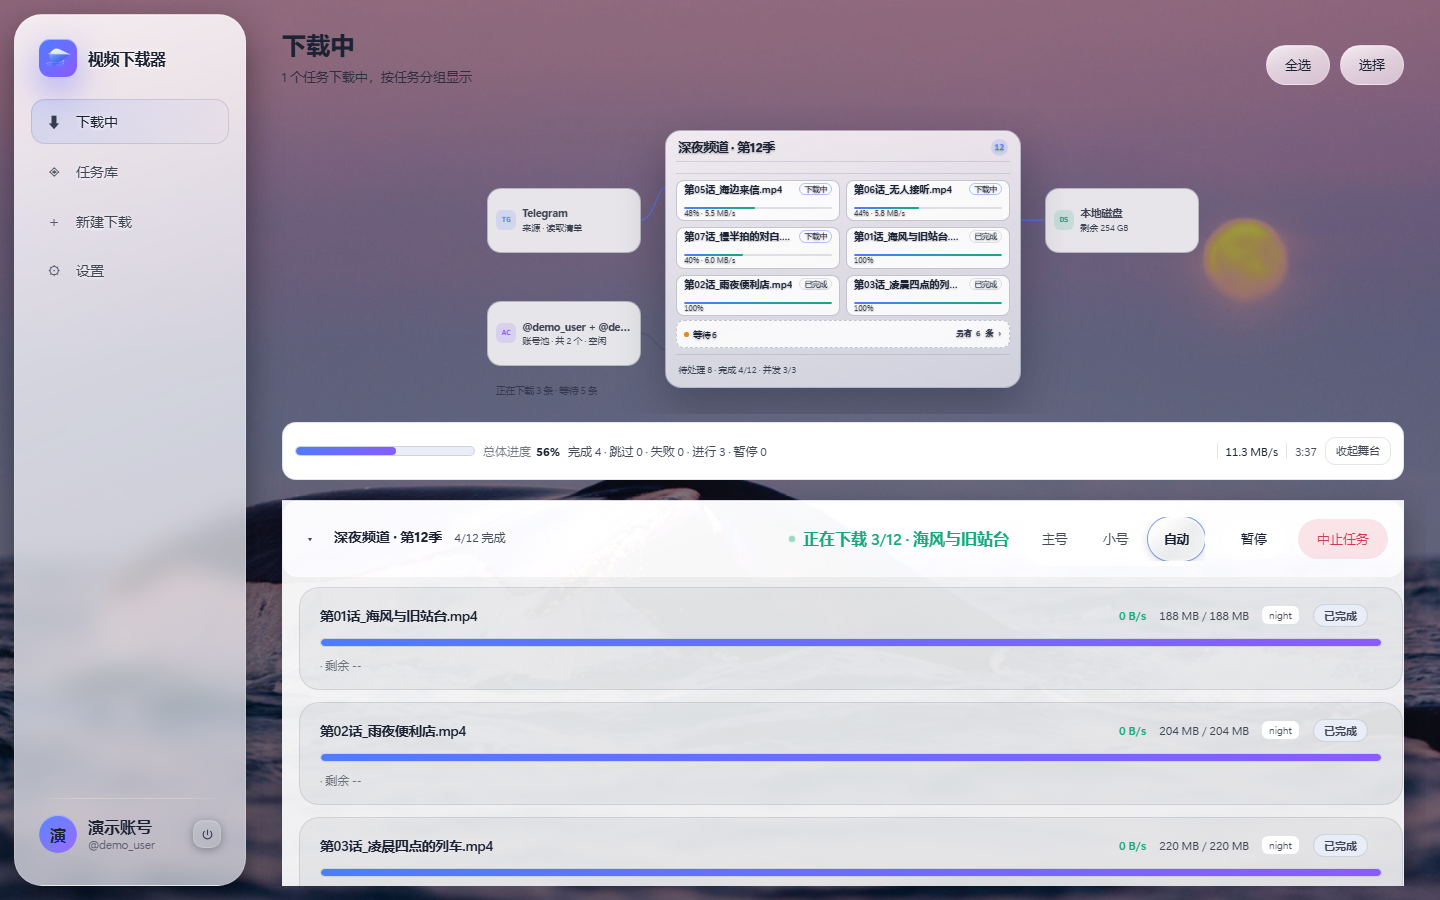 视频下载器
下载中
任务库
新建下载
设置
演
演示账号
@demo_user
下载中
1 个任务下载中，按任务分组显示
全选
选择
TG
Telegram
来源 · 读取清单
AC
@demo_user + @de...
账号池 · 共 2 个 · 空闲
正在下载 3 条 · 等待 5 条
深夜频道 · 第12季
12
第05话_海边来信.mp4
下载中
48% · 5.5 MB/s
第06话_无人接听.mp4
下载中
44% · 5.8 MB/s
第07话_慢半拍的对白....
下载中
40% · 6.0 MB/s
第01话_海风与旧站台....
已完成
100%
第02话_雨夜便利店.mp4
已完成
100%
第03话_凌晨四点的列...
已完成
100%
等待 6
另有 6 条 ›
待处理 8 · 完成 4/12 · 并发 3/3
DS
本地磁盘
剩余 254 GB
总体进度 56% 完成 4 · 跳过 0 · 失败 0 · 进行 3 · 暂停 0
11.3 MB/s
3:37
收起舞台
深夜频道 · 第12季
4/12 完成
正在下载 3/12 · 海风与旧站台
主号
小号
自动
暂停
中止任务
第01话_海风与旧站台.mp4
0 B/s
188 MB / 188 MB
night
已完成
· 剩余 --
第02话_雨夜便利店.mp4
0 B/s
204 MB / 204 MB
night
已完成
· 剩余 --
第03话_凌晨四点的列车.mp4
0 B/s
220 MB / 220 MB
night
已完成